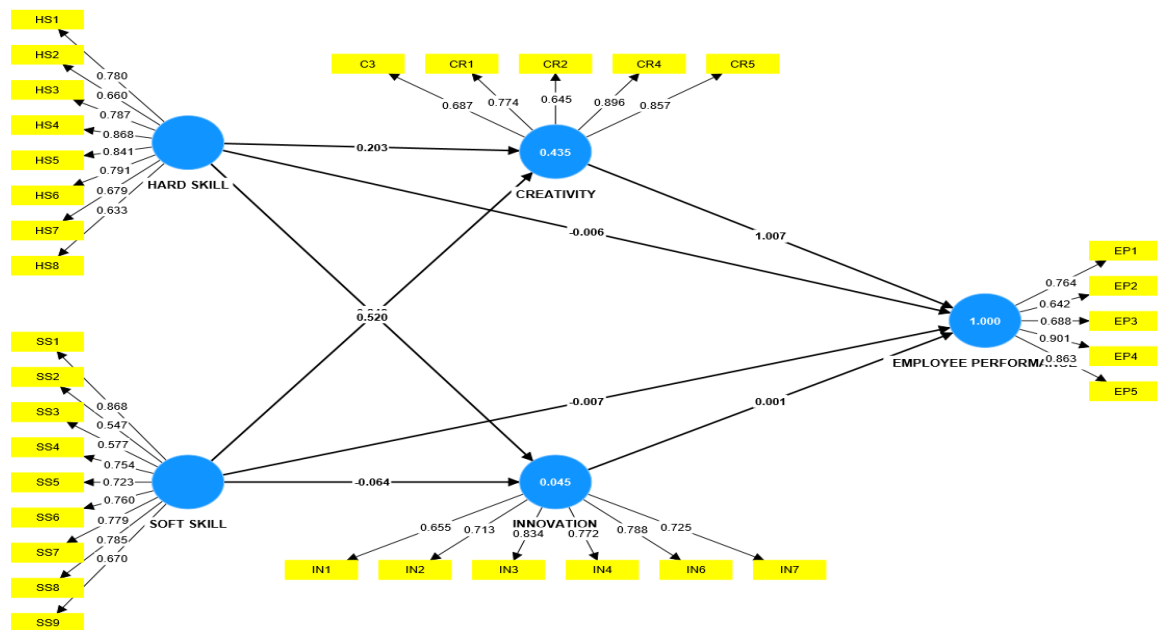 HS1
HS2
HS3
HS4
HS5
HS6
HS7
HS8
0.780
0.660
0.787
0.868
0.841
0.791
0.679
0.633
HARD SKILL
C3
CR1
CR2
CR4
CR5
0.687
0.774
0.645
0.896
0.857
0.435
CREATIVITY
0.203
-0.006
1.007
0.520
-0.007
0.001
-0.064
EP1
EP2
EP3
EP4
EP5
0.764
0.642
0.688
0.901
0.863
1.000
EMPLOYEE
SS1
SS2
SS3
SS4
SS5
SS6
SS7
SS8
SS9
0.868
0.547
0.577
0.754
0.723
0.760
0.779
0.785
0.670
SOFT SKILL
0.045
INNOVATION
0.655
0.713
0.834
0.772
0.788
0.725
IN1
IN2
IN3
IN4
IN6
IN7